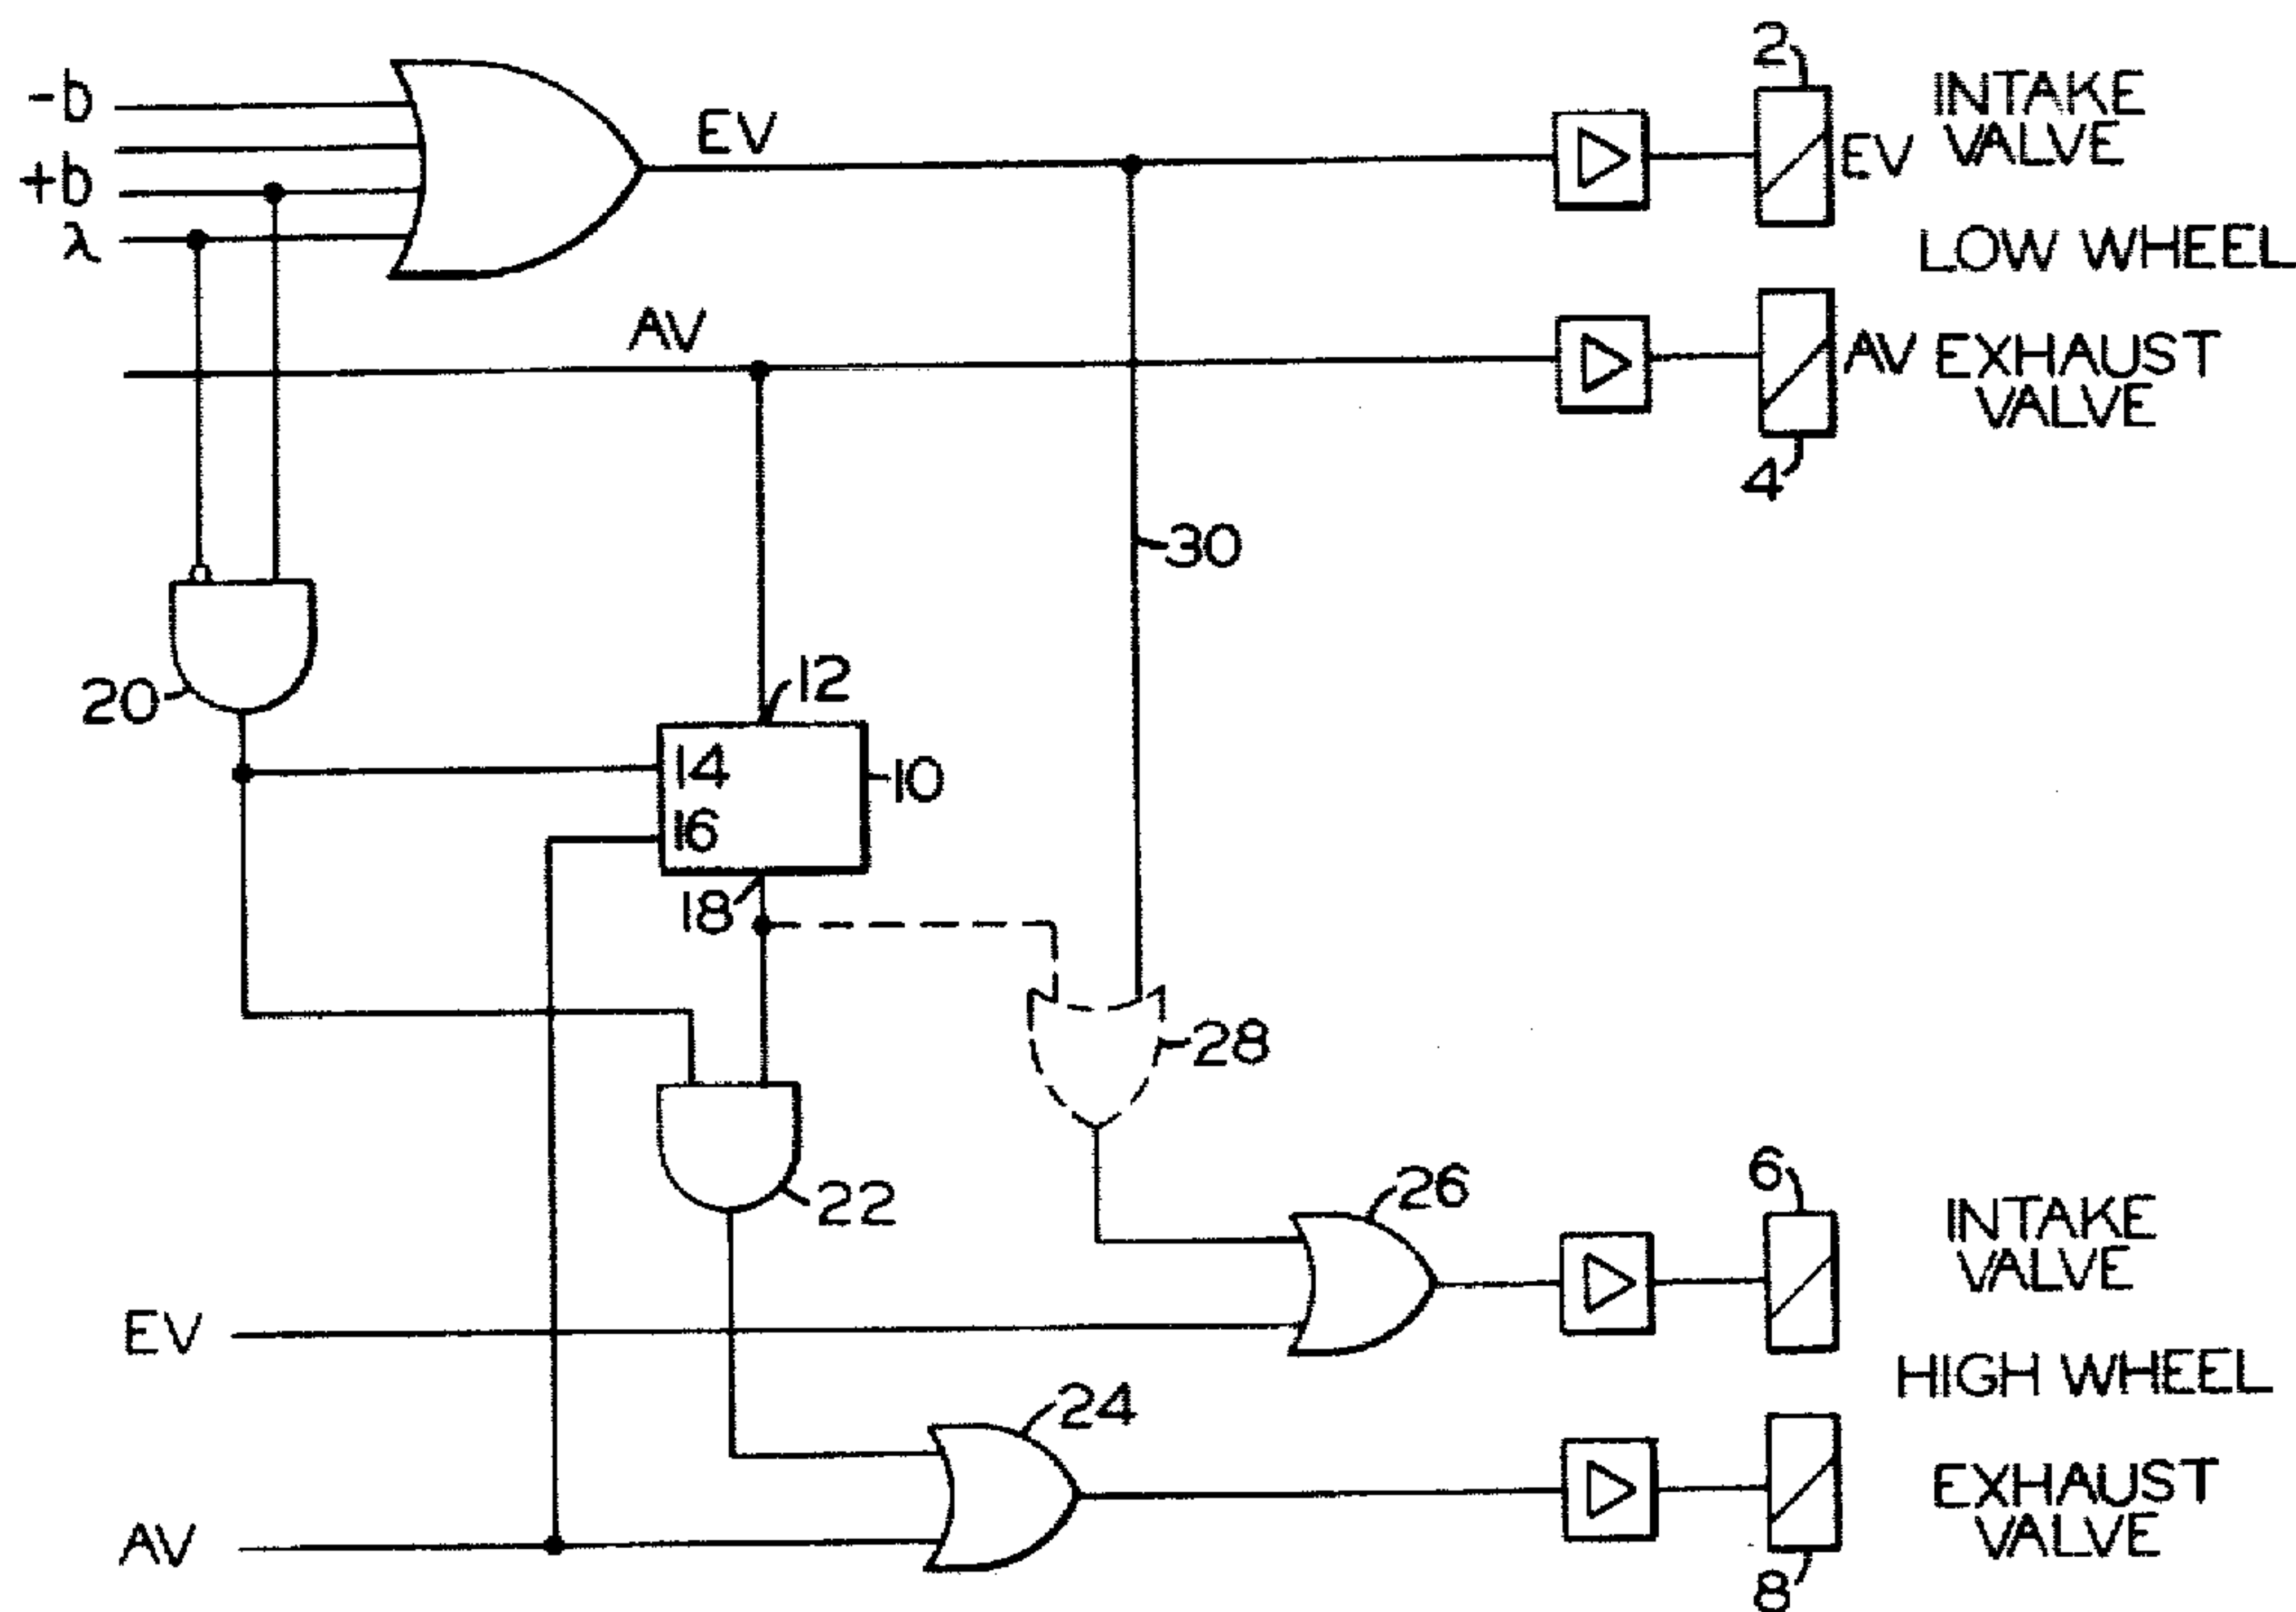 2
INTAKE
VALVE
-b
EV
EV
+b
λ
LOW WHEEL
AV
AV
EXHAUST
VALVE
4
30
20
12
14
10
16
18
28
22
26
6
INTAKE
VALVE
EV
HIGH WHEEL
24
EXHAUST
VALVE
AV
8